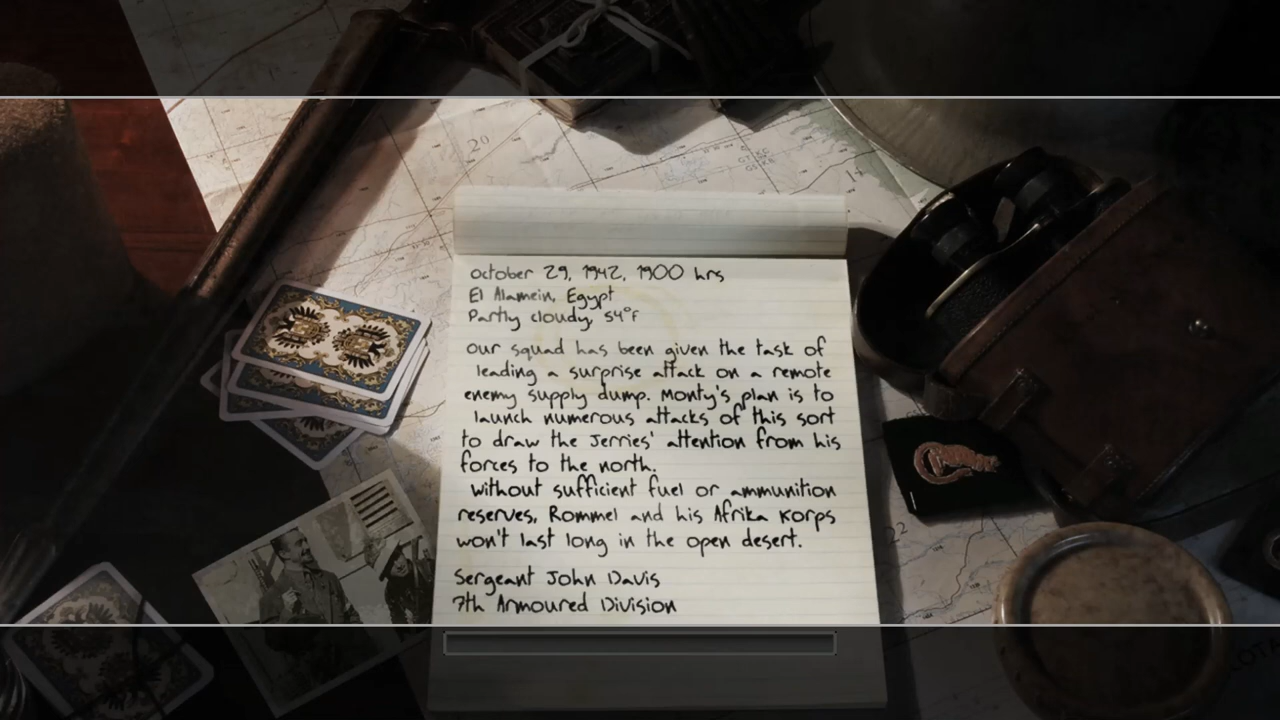 20
14
October 29, 1942, 1900 hrs
El Alamein, Egypt
Partly cloudy, 54°F
Our squad has been given the task of
leading a surprise attack on a remote
enemy supply dump. Monty's plan is to
launch numerous attacks of this sort
to draw the Jerries' attention from his
forces to the north.
Without sufficient fuel or ammunition
reserves, Rommel and his Afrika Korps
won't last long in the open desert.
Sergeant John Davis
7th Armoured Division
22